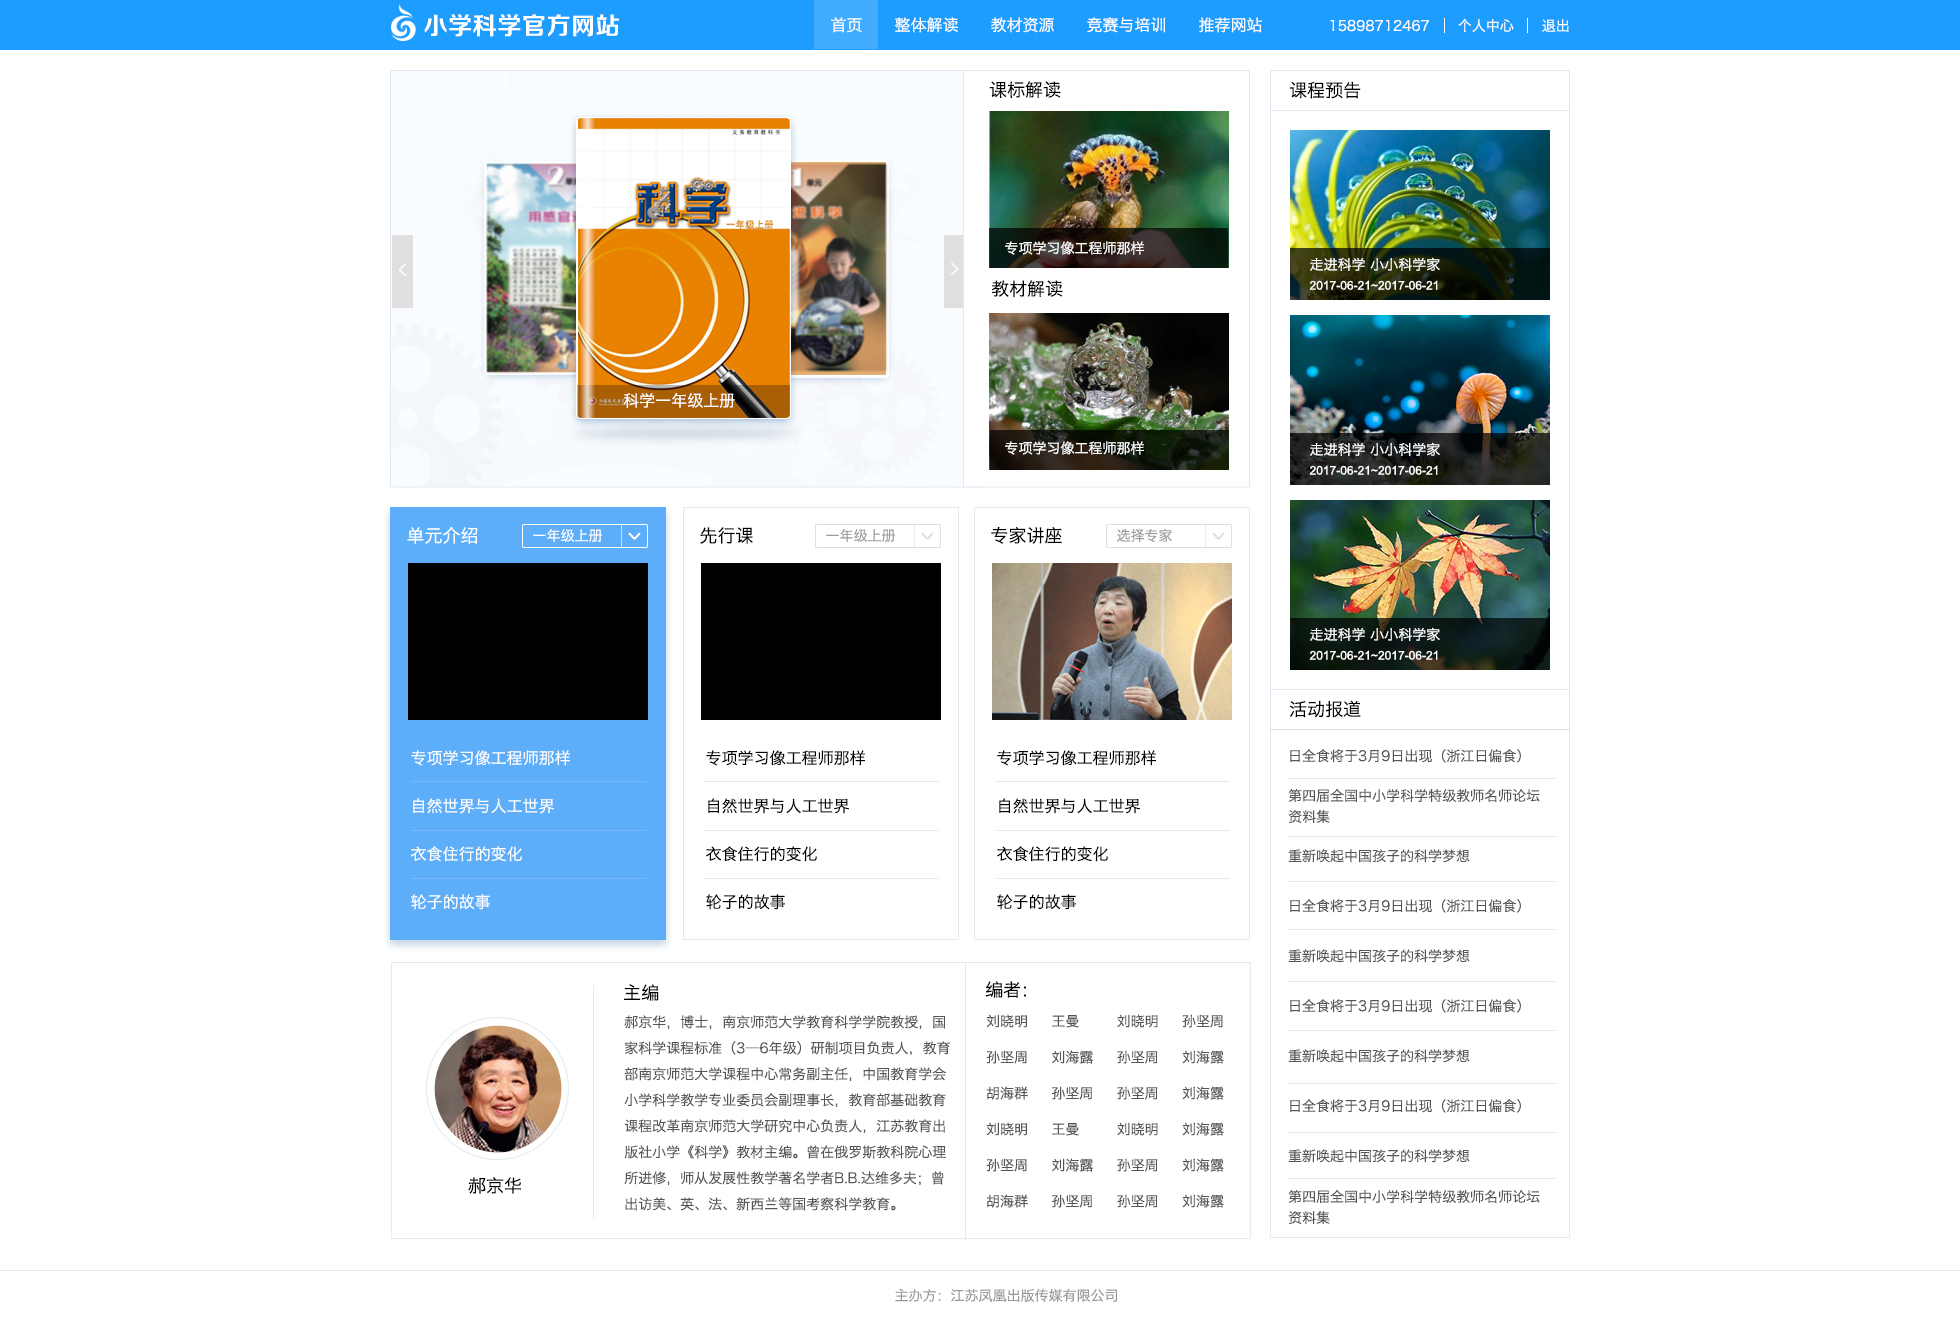 小学科学官方网站
首页 整体解读 教材资源 竞赛与培训 推荐网站 15898712467 个人中心 退出
义务教育教科书
科学
一年级上册
2 单元
用感官
1 单元
科学
科学一年级上册
课标解读
专项学习像工程师那样
教材解读
专项学习像工程师那样
课程预告
走进科学 小小科学家
2017-06-21~2017-06-21
走进科学 小小科学家
2017-06-21~2017-06-21
走进科学 小小科学家
2017-06-21~2017-06-21
单元介绍 一年级上册
专项学习像工程师那样
自然世界与人工世界
衣食住行的变化
轮子的故事
先行课 一年级上册
专项学习像工程师那样
自然世界与人工世界
衣食住行的变化
轮子的故事
专家讲座 选择专家
专项学习像工程师那样
自然世界与人工世界
衣食住行的变化
轮子的故事
活动报道
日全食将于3月9日出现（浙江日偏食）
第四届全国中小学科学特级教师名师论坛
资料集
重新唤起中国孩子的科学梦想
日全食将于3月9日出现（浙江日偏食）
重新唤起中国孩子的科学梦想
日全食将于3月9日出现（浙江日偏食）
重新唤起中国孩子的科学梦想
日全食将于3月9日出现（浙江日偏食）
重新唤起中国孩子的科学梦想
第四届全国中小学科学特级教师名师论坛
资料集
郝京华
主编
郝京华，博士，南京师范大学教育科学学院教授，国
家科学课程标准（3—6年级）研制项目负责人，教育
部南京师范大学课程中心常务副主任，中国教育学会
小学科学教学专业委员会副理事长，教育部基础教育
课程改革南京师范大学研究中心负责人，江苏教育出
版社小学《科学》教材主编。曾在俄罗斯教科院心理
所进修，师从发展性教学著名学者B.B.达维多夫；曾
出访美、英、法、新西兰等国考察科学教育。
编者：
刘晓明 王曼 刘晓明 孙坚周
孙坚周 刘海露 孙坚周 刘海露
胡海群 孙坚周 孙坚周 刘海露
刘晓明 王曼 刘晓明 刘海露
孙坚周 刘海露 孙坚周 刘海露
胡海群 孙坚周 孙坚周 刘海露
主办方：江苏凤凰出版传媒有限公司